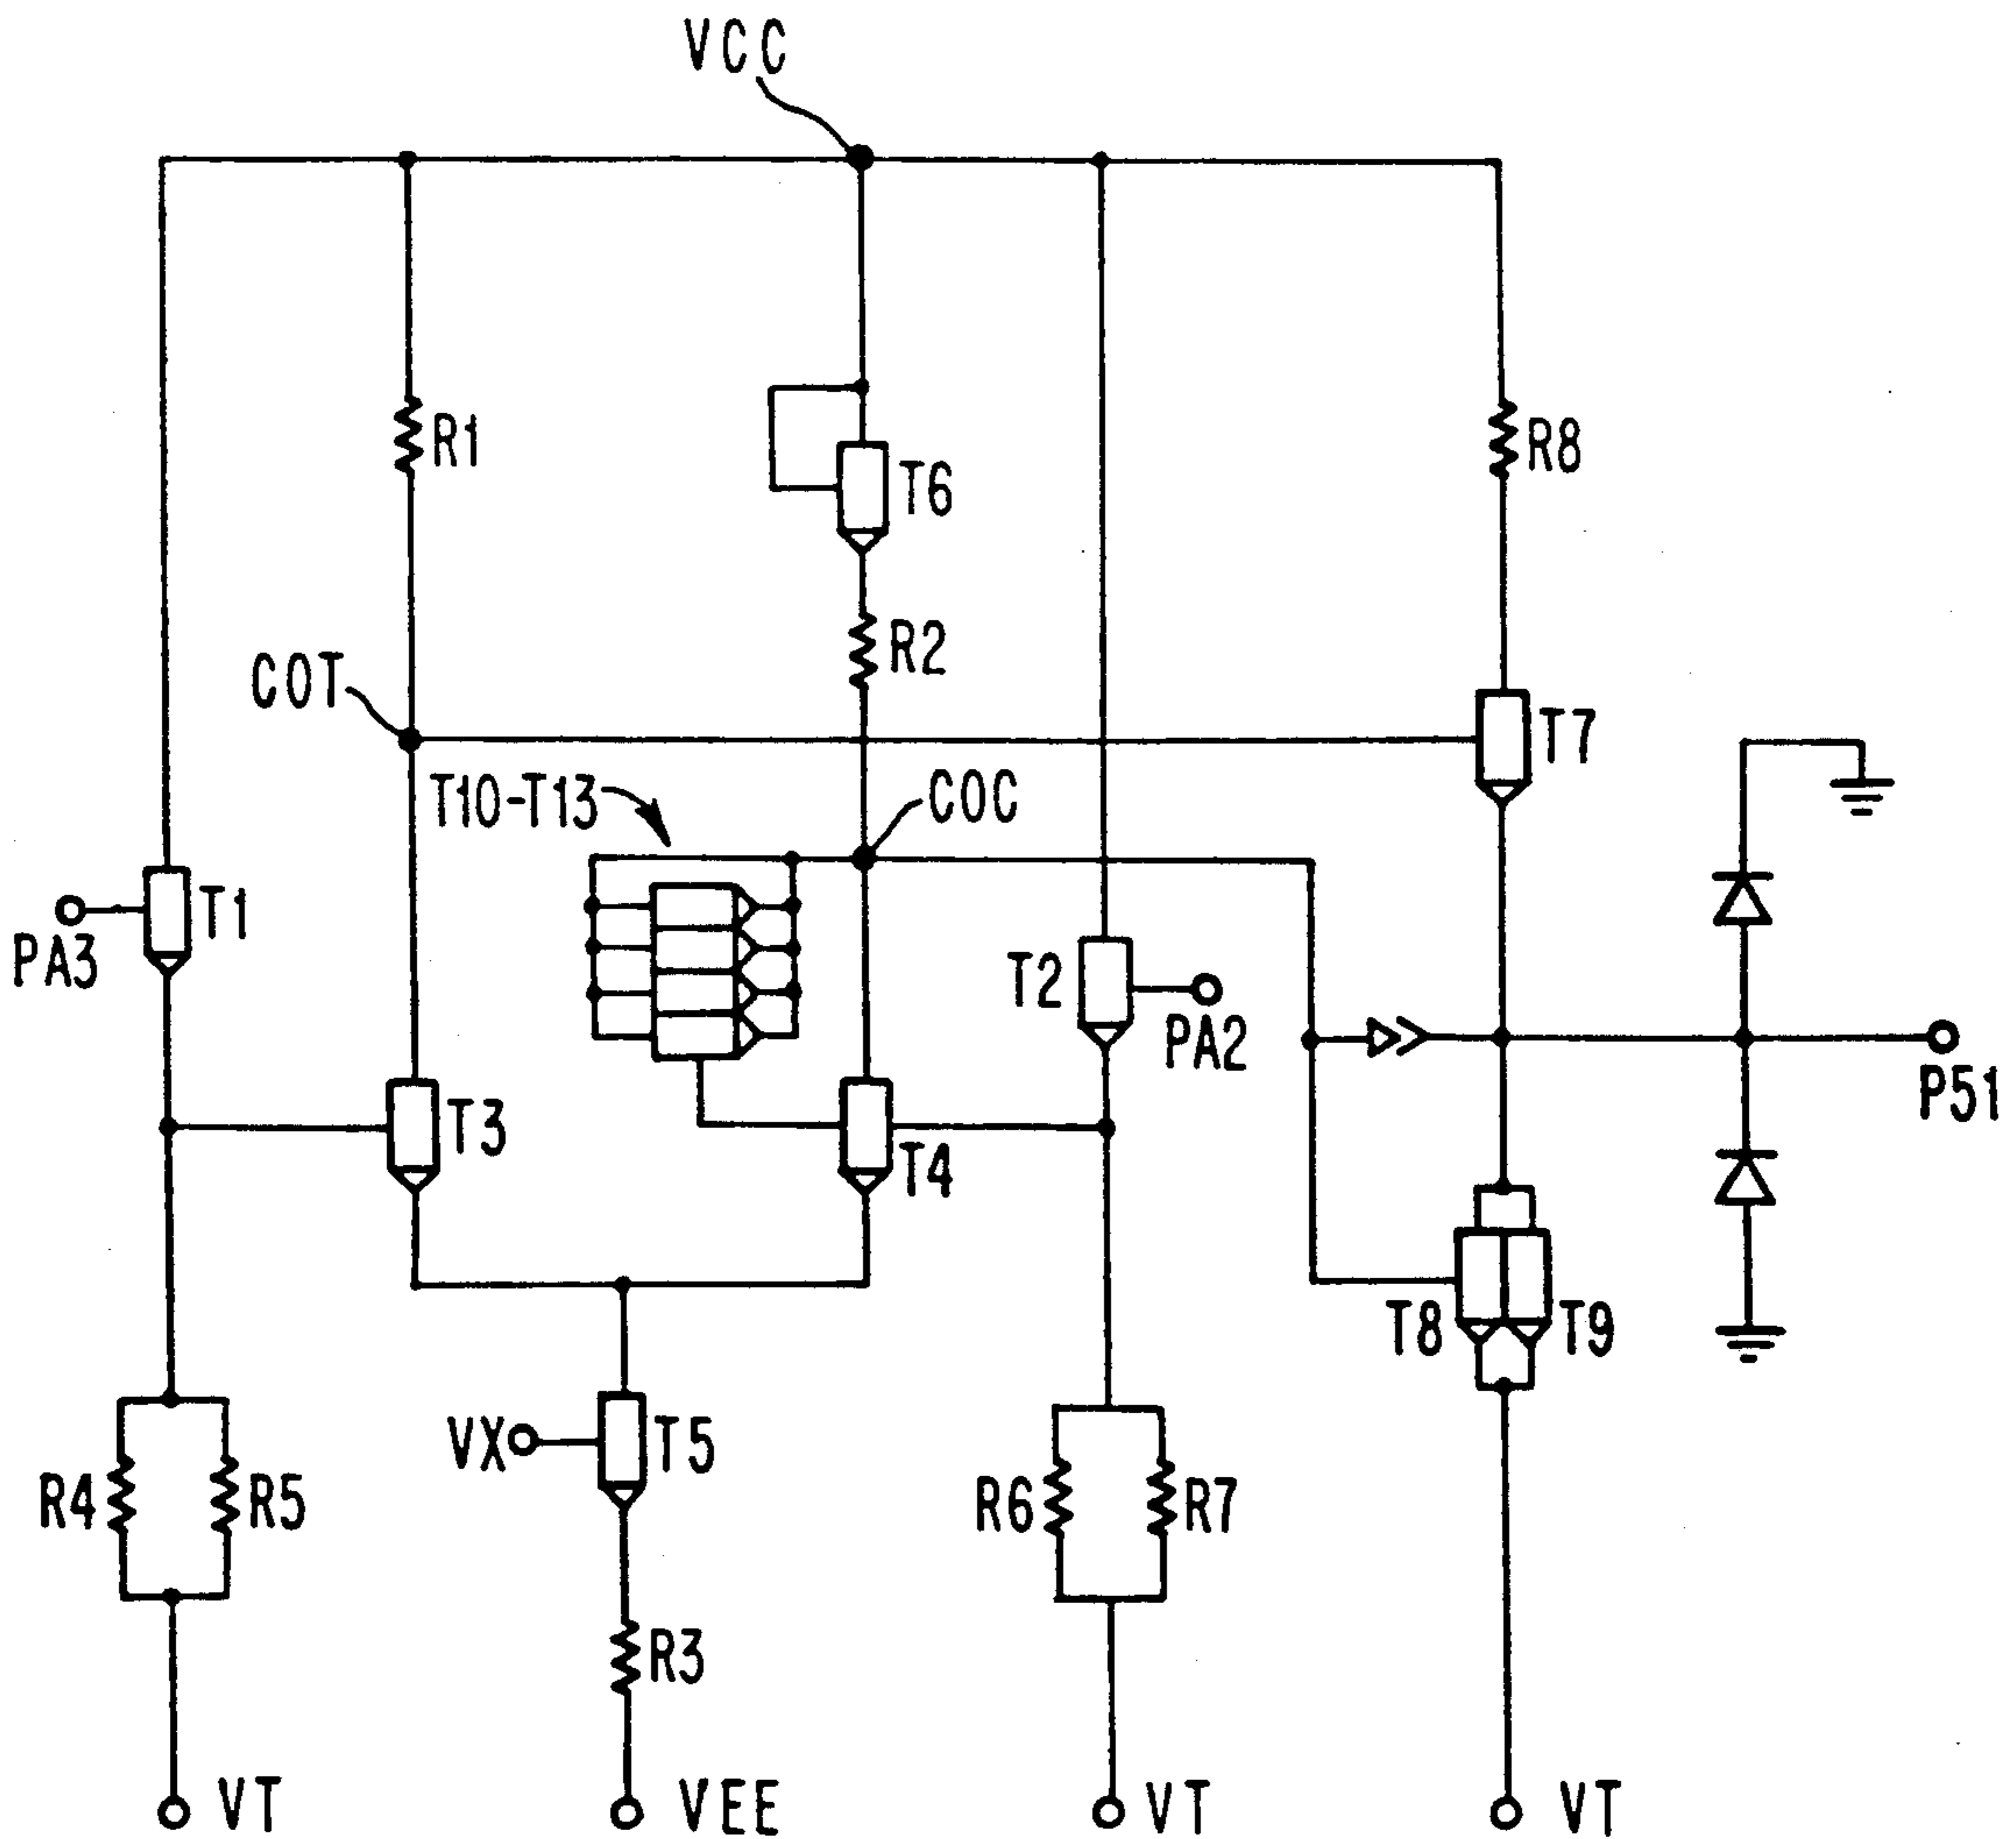 VCC
R1
T6
R8
R2
COT
T7
T10-T13
COC
T1
PA3
T2
PA2
P51
T3
T4
T8
T9
VX
T5
R4
R5
R6
R7
R3
VT
VEE
VT
VT